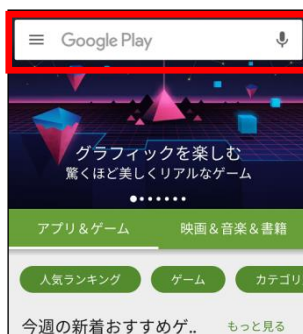 Google Play
グラフィックを楽しむ
驚くほど美しくリアルなゲーム
アプリ&ゲーム 映画&音楽&書籍
人気ランキング ゲーム カテゴリ
今週の新着おすすめゲ.. もっと見る